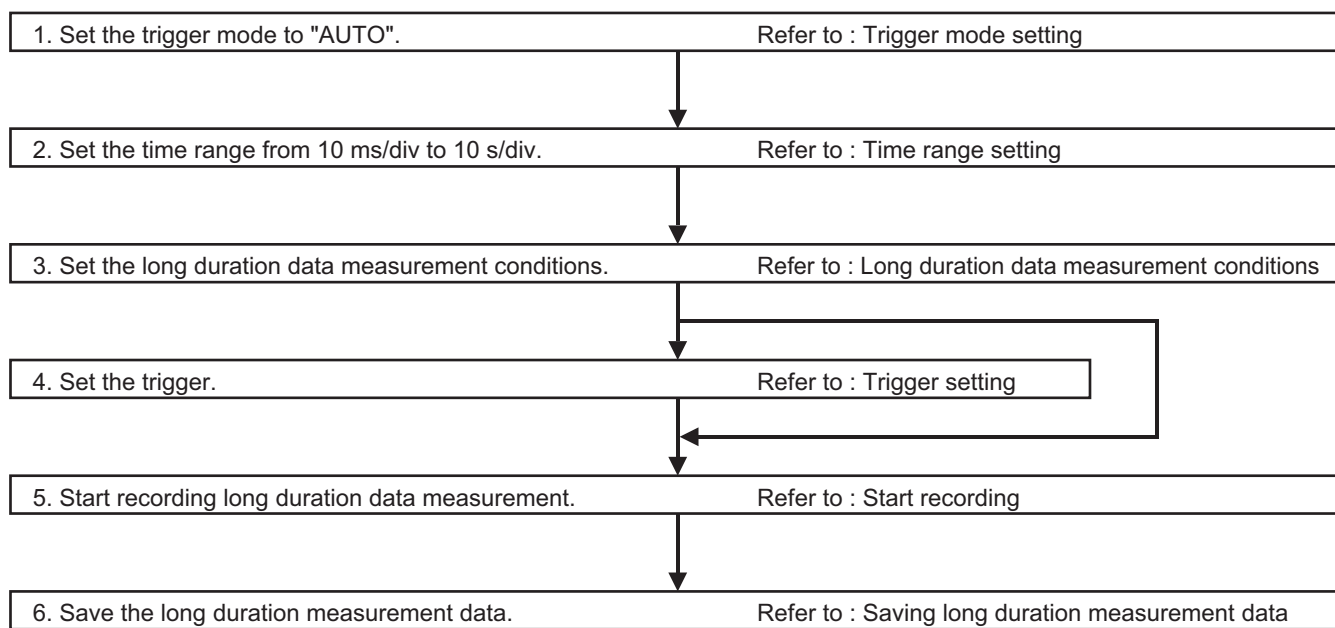 1. Set the trigger mode to "AUTO". Refer to : Trigger mode setting
2. Set the time range from 10 ms/div to 10 s/div. Refer to : Time range setting
3. Set the long duration data measurement conditions. Refer to : Long duration data measurement conditions
4. Set the trigger. Refer to : Trigger setting
5. Start recording long duration data measurement. Refer to : Start recording
6. Save the long duration measurement data. Refer to : Saving long duration measurement data